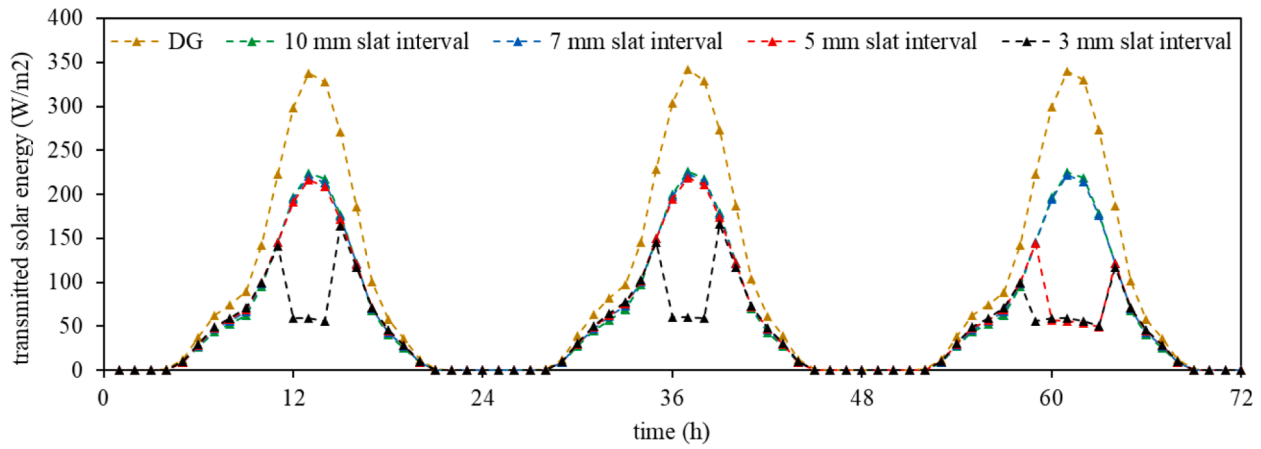 transmitted solar energy (W/m2)
400
350
300
250
200
150
100
50
0
DG 10 mm slat interval 7 mm slat interval 5 mm slat interval 3 mm slat interval
0 12 24 36 48 60 72
time (h)